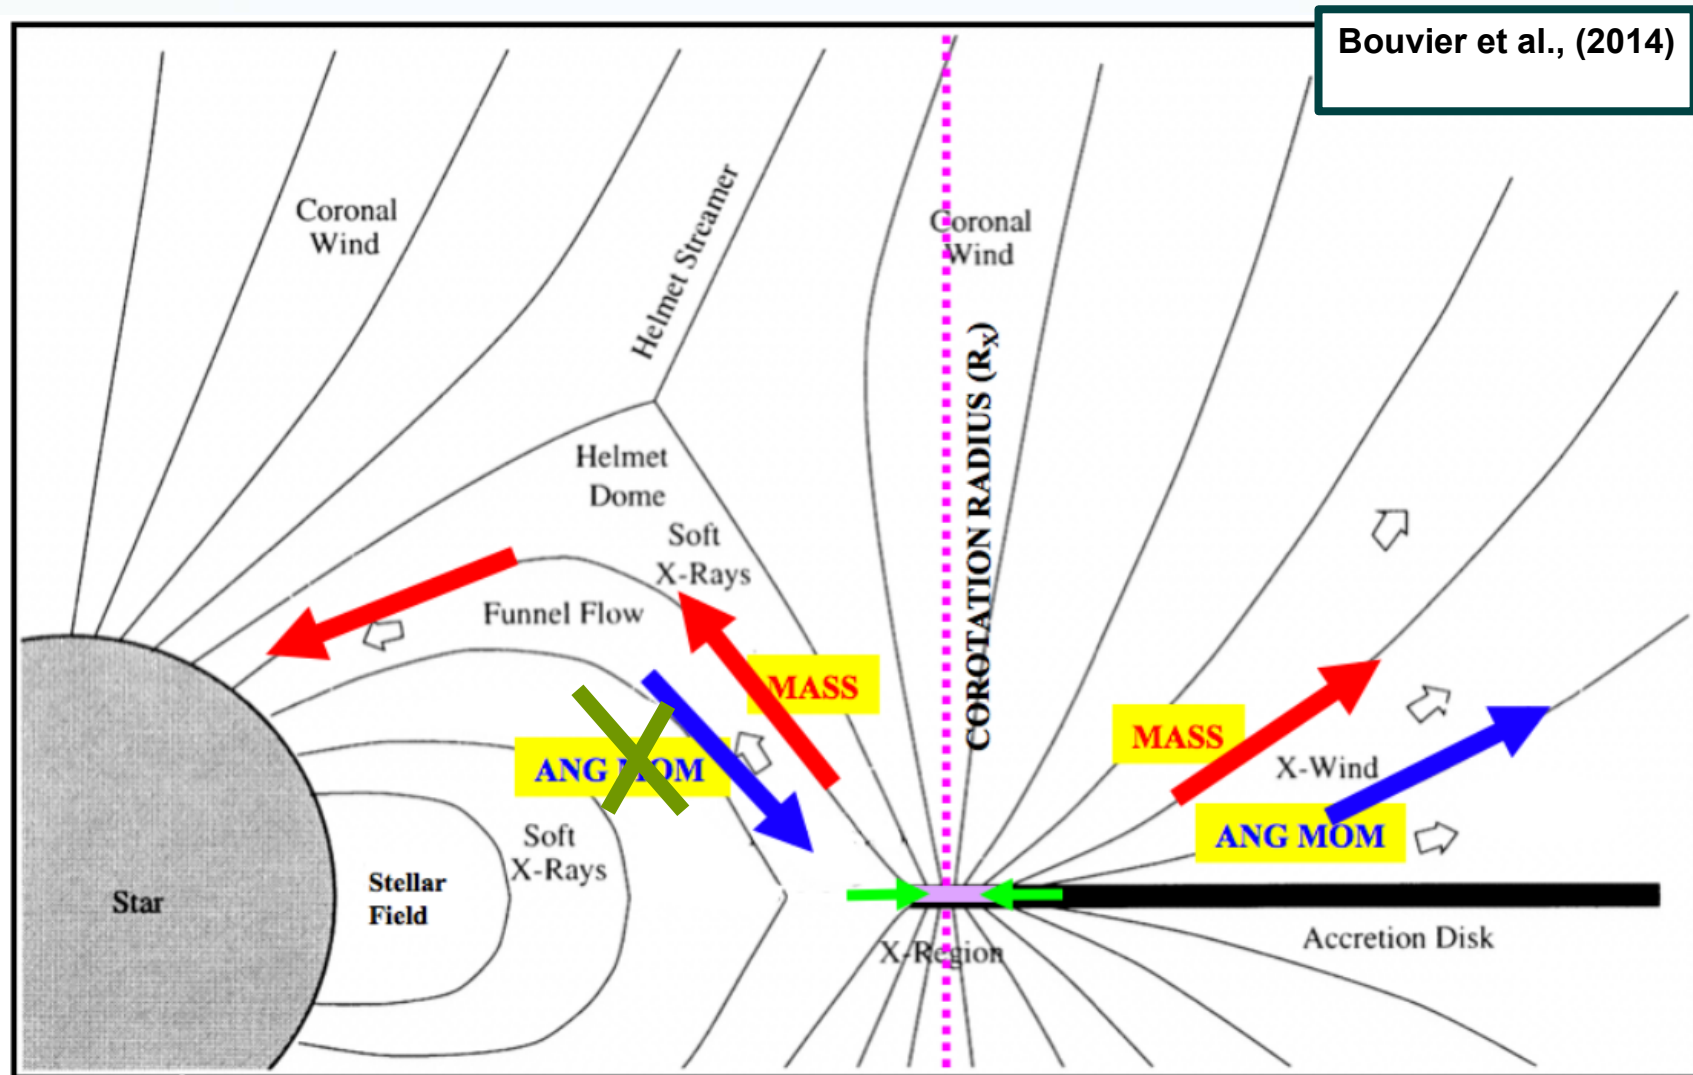 Bouvier et al., (2014)
Coronal
Wind
Helmet Streamer
Coronal
Wind
COROTATION RADIUS (Rx)
Helmet
Dome
Soft
X-Rays
Funnel Flow
MASS
MASS
X-Wind
ANG MOM
ANG MOM
Soft
X-Rays
Stellar
Field
Star
X-Region
Accretion Disk